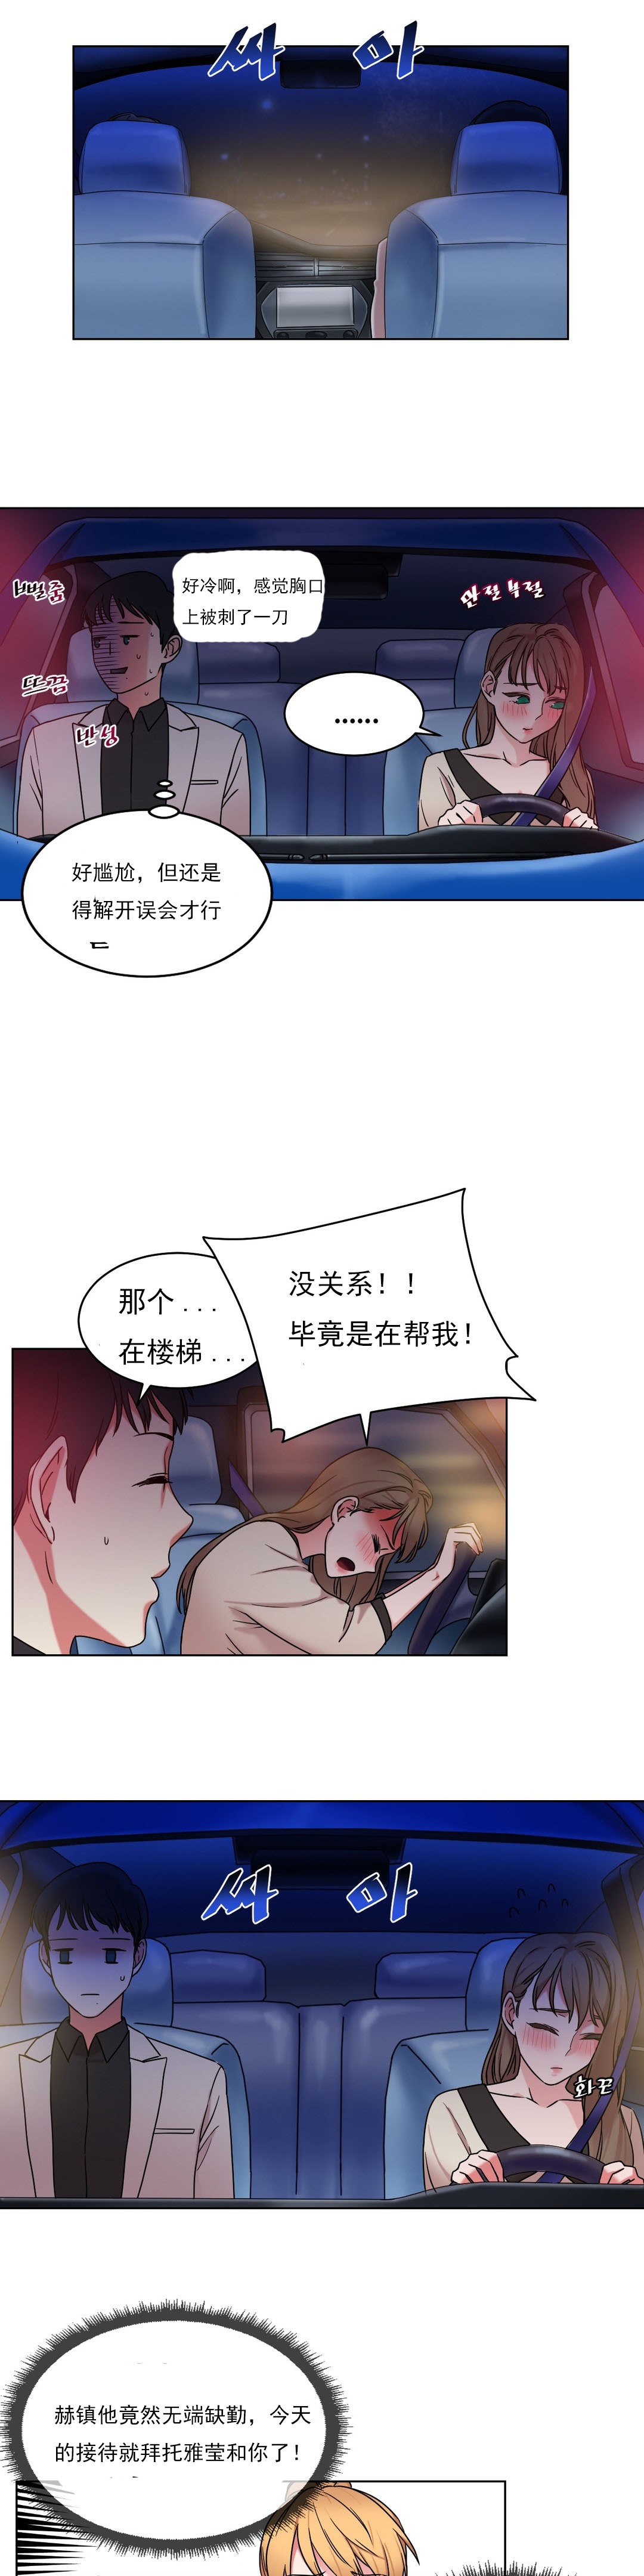 싸 아
뻘줌
好冷啊，感觉胸口
上被刺了一刀
안절부절
뜨끔
반성
......
好尴尬，但还是
得解开误会才行
那个...
在楼梯...
没关系！！
毕竟是在帮我！
싸 아
화끈
赫镇他竟然无端缺勤，今天
的接待就拜托雅莹和你了！